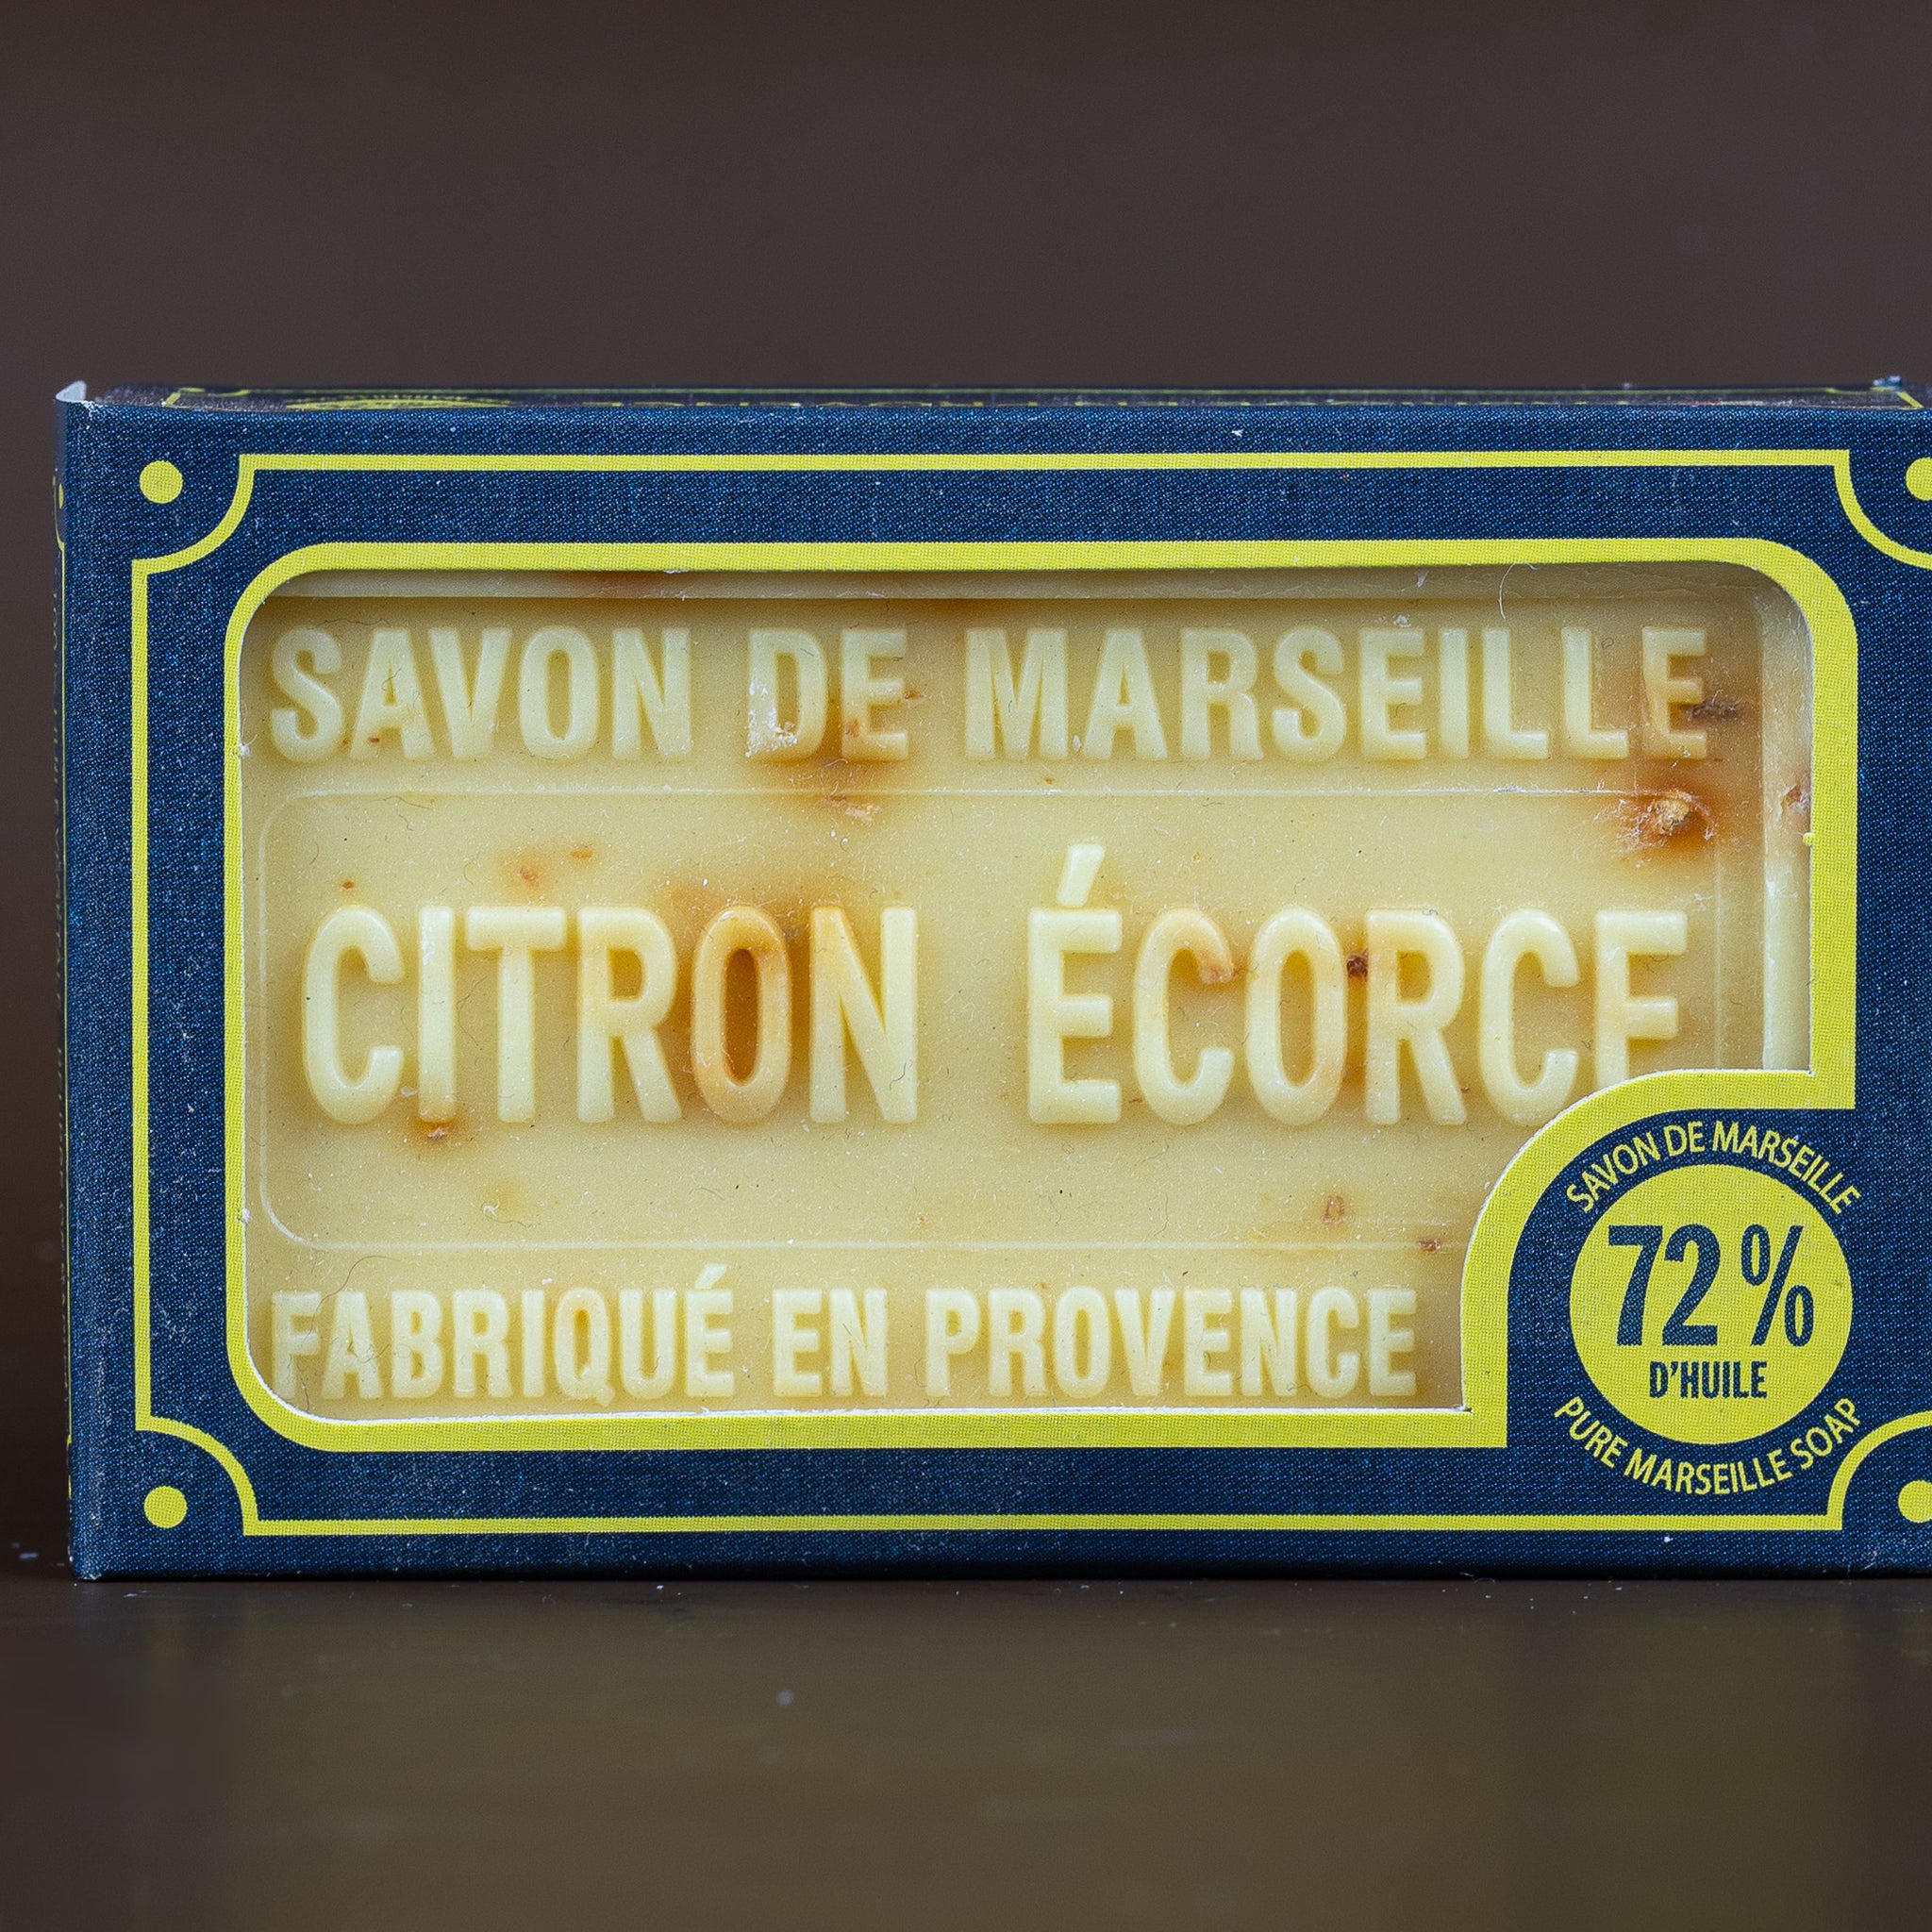 SAVON DE MARSEILLE
CITRON ÉCORCE
FABRIQUÉ EN PROVENCE
SAVON DE MARSEILLE
72 %
D'HUILE
PURE MARSEILLE SOAP